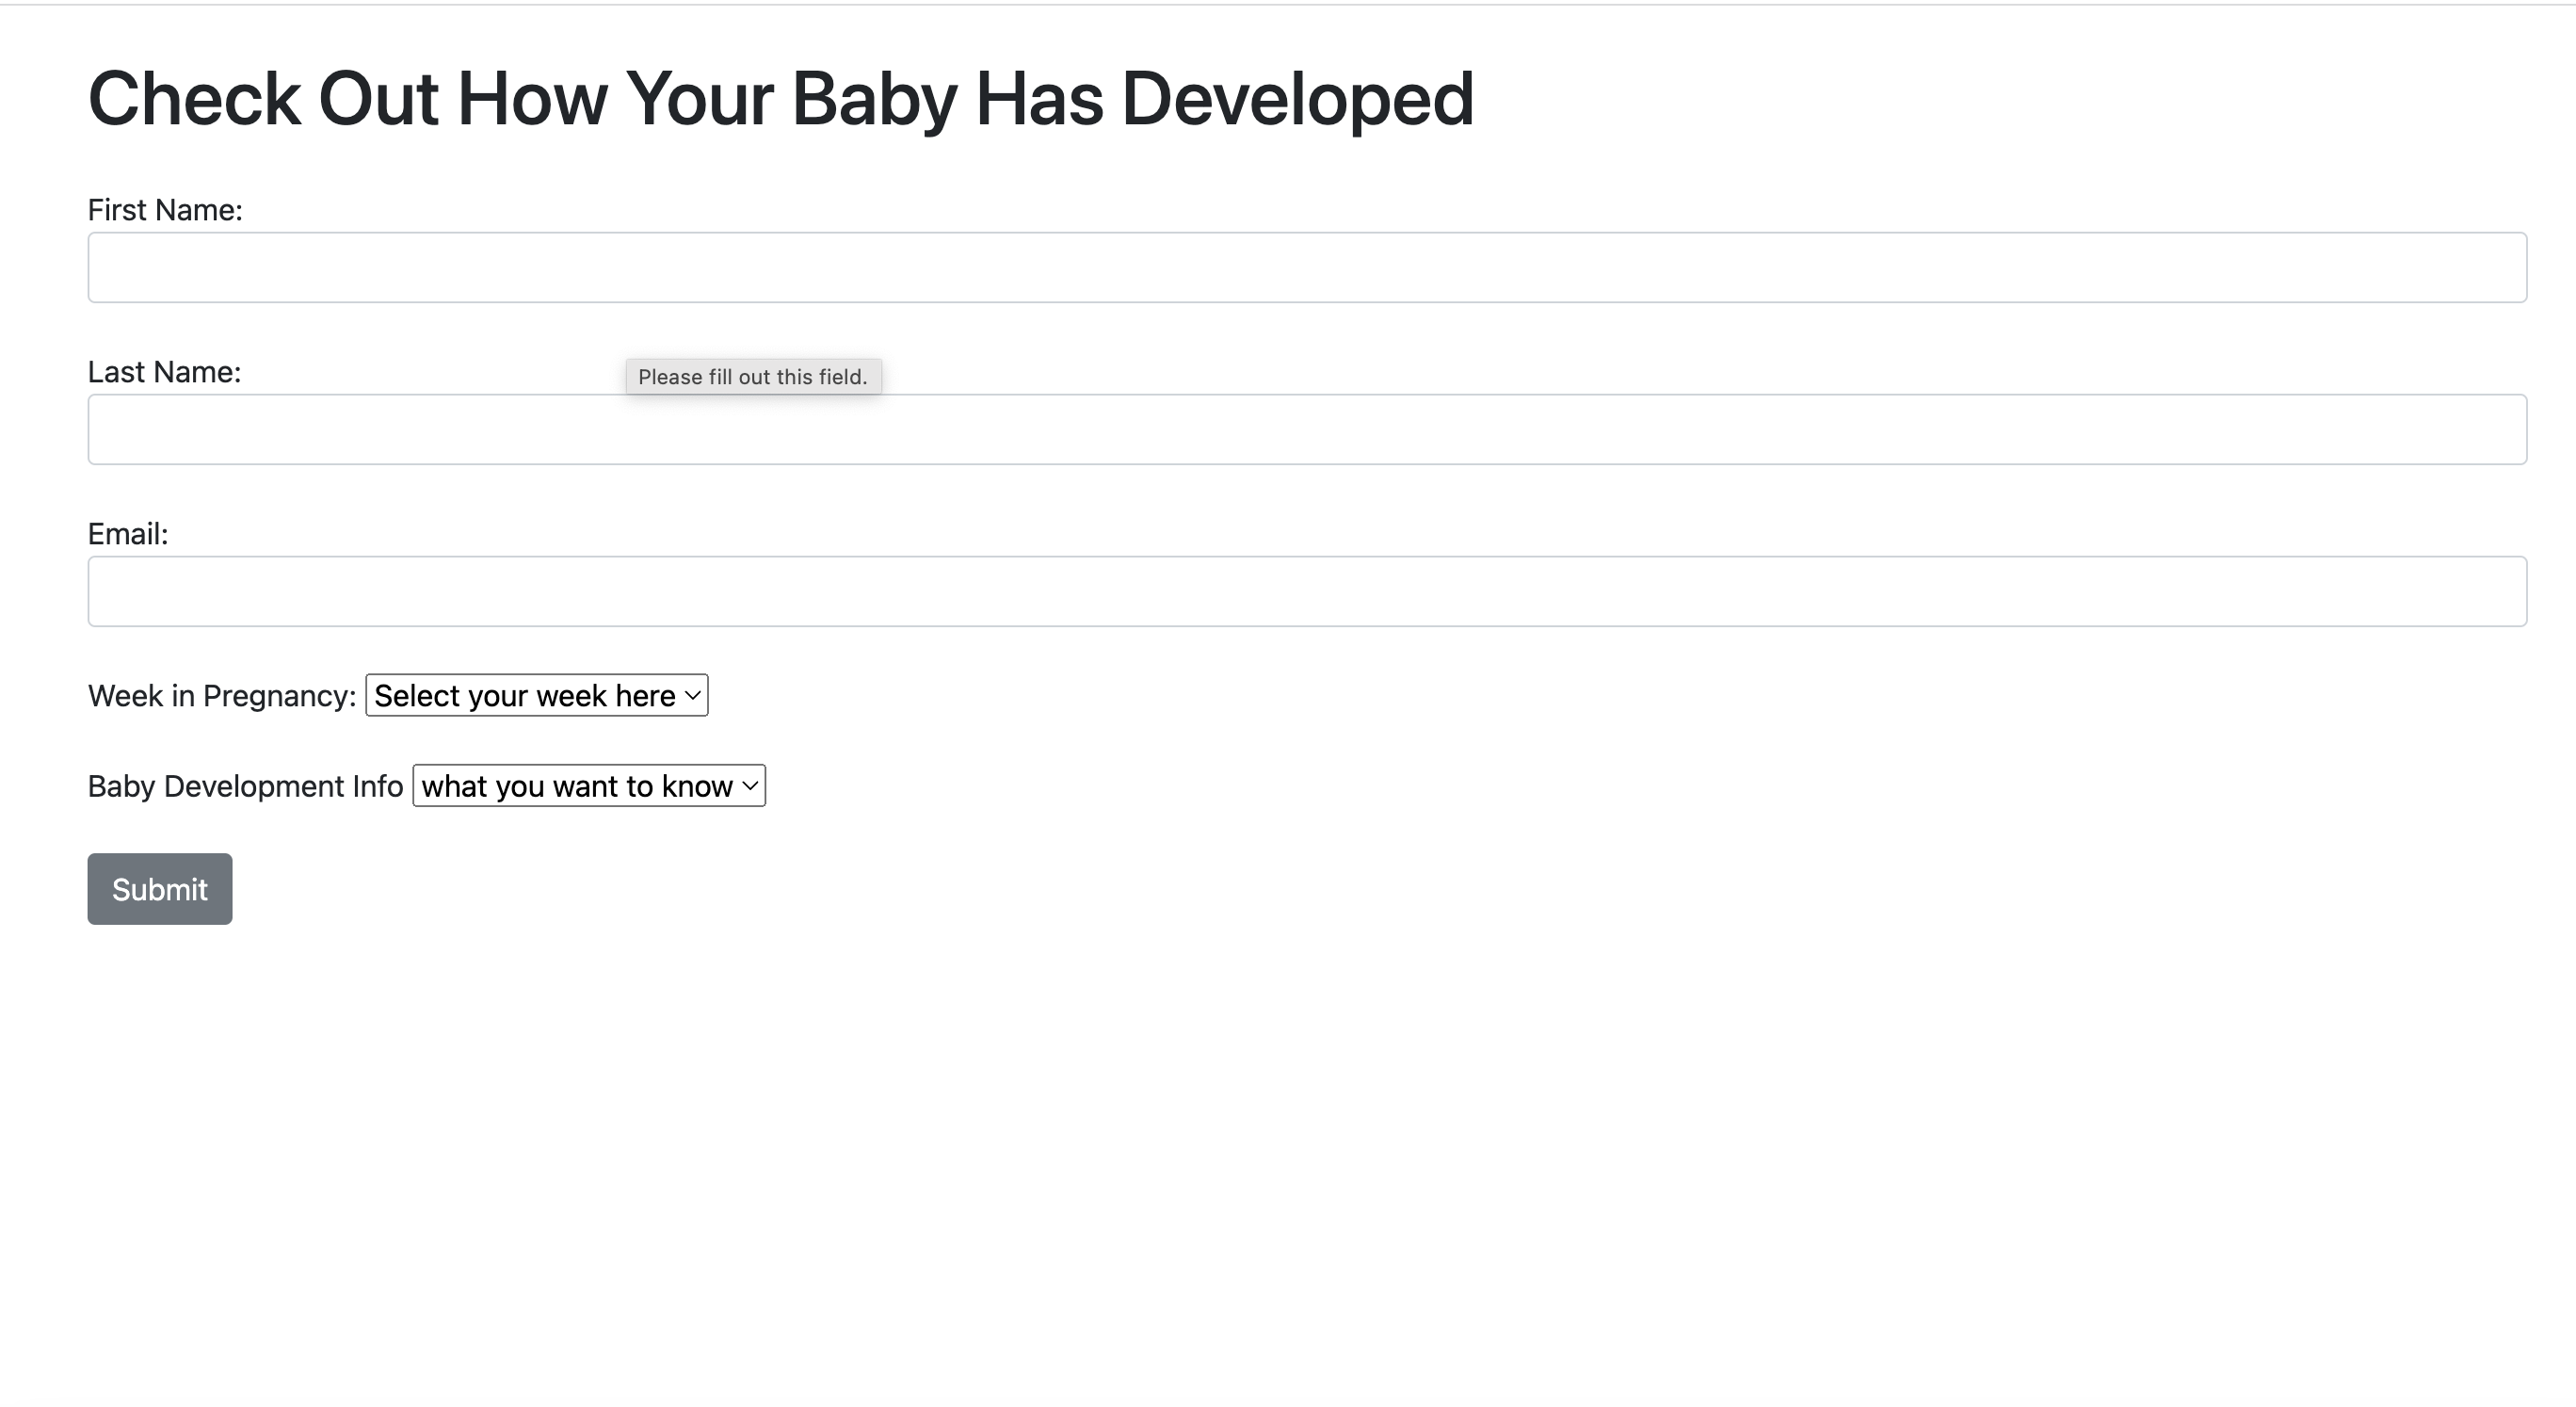 Check Out How Your Baby Has Developed
First Name:
Last Name:
Please fill out this field.
Email:
Week in Pregnancy: Select your week here
Baby Development Info what you want to know
Submit